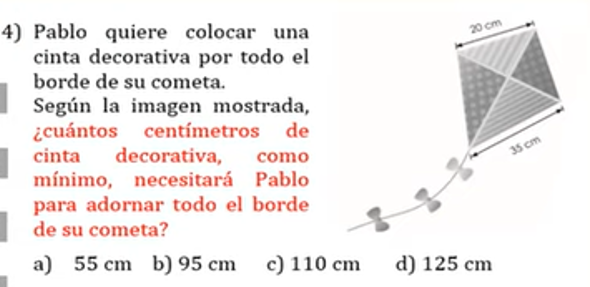 4) Pablo quiere colocar una
cinta decorativa por todo el
borde de su cometa.
Según la imagen mostrada,
¿cuántos centímetros de
cinta decorativa, como
mínimo, necesitará Pablo
para adornar todo el borde
de su cometa?
20 cm
35 cm
a) 55 cm b) 95 cm c) 110 cm d) 125 cm